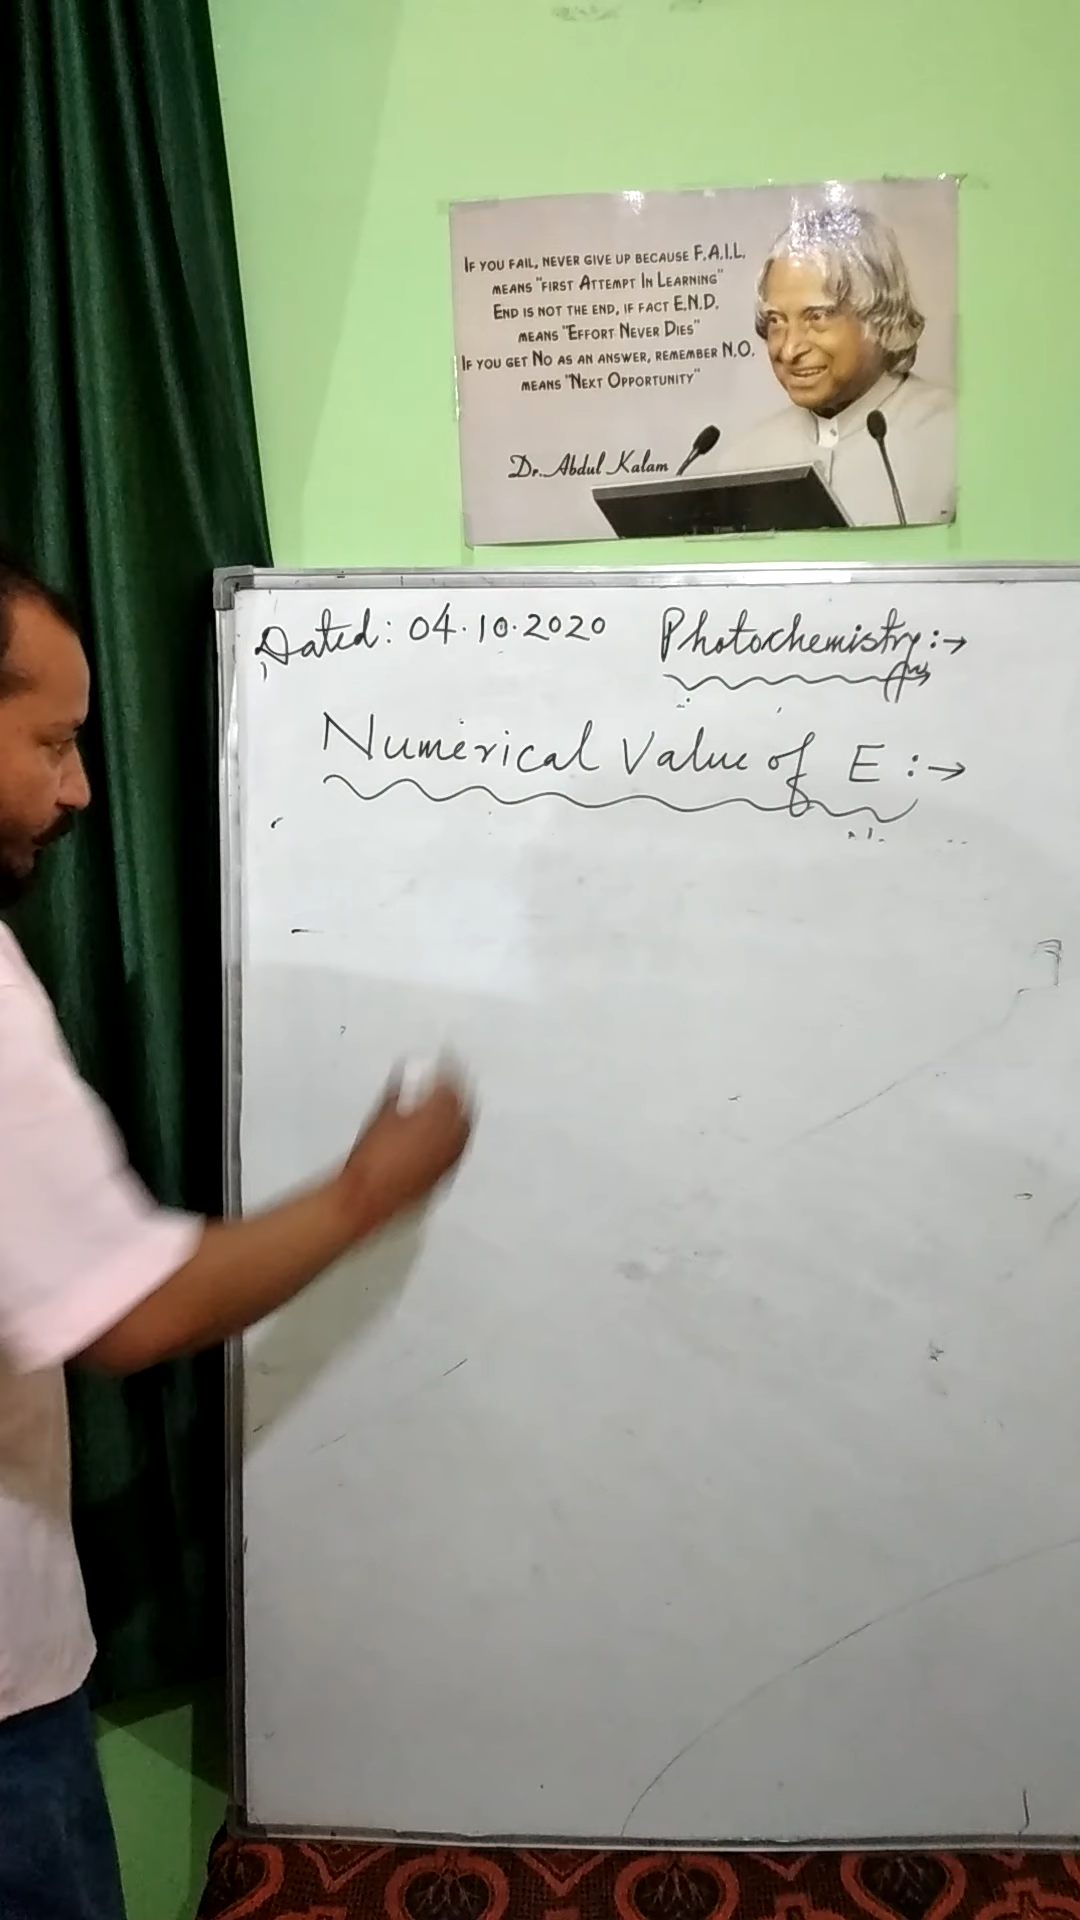 IF YOU FAIL, NEVER GIVE UP BECAUSE F.A.I.L.
MEANS "FIRST ATTEMPT IN LEARNING"
END IS NOT THE END, IF FACT E.N.D.
MEANS "EFFORT NEVER DIES"
IF YOU GET NO AS AN ANSWER, REMEMBER N.O.
MEANS "NEXT OPPORTUNITY"
Dr. Abdul Kalam
Dated: 04.10.2020 Photochemistry:→
Numerical Value of E:→